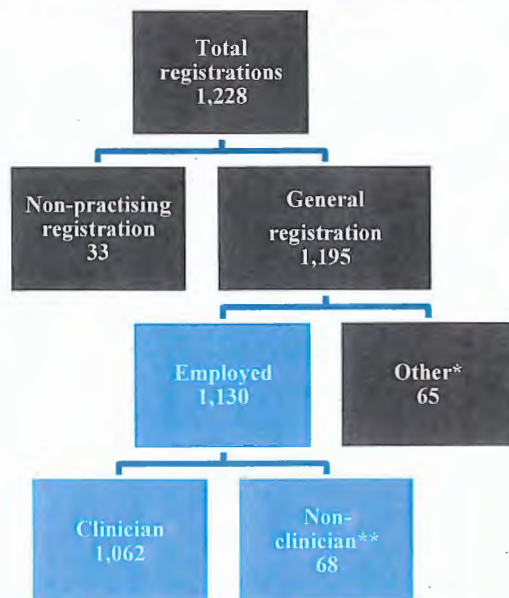 Total
registrations
1,228
Non-practising
registration
33
General
registration
1,195
Employed
1,130
Other*
65
Clinician
1,062
Non-
clinician**
68